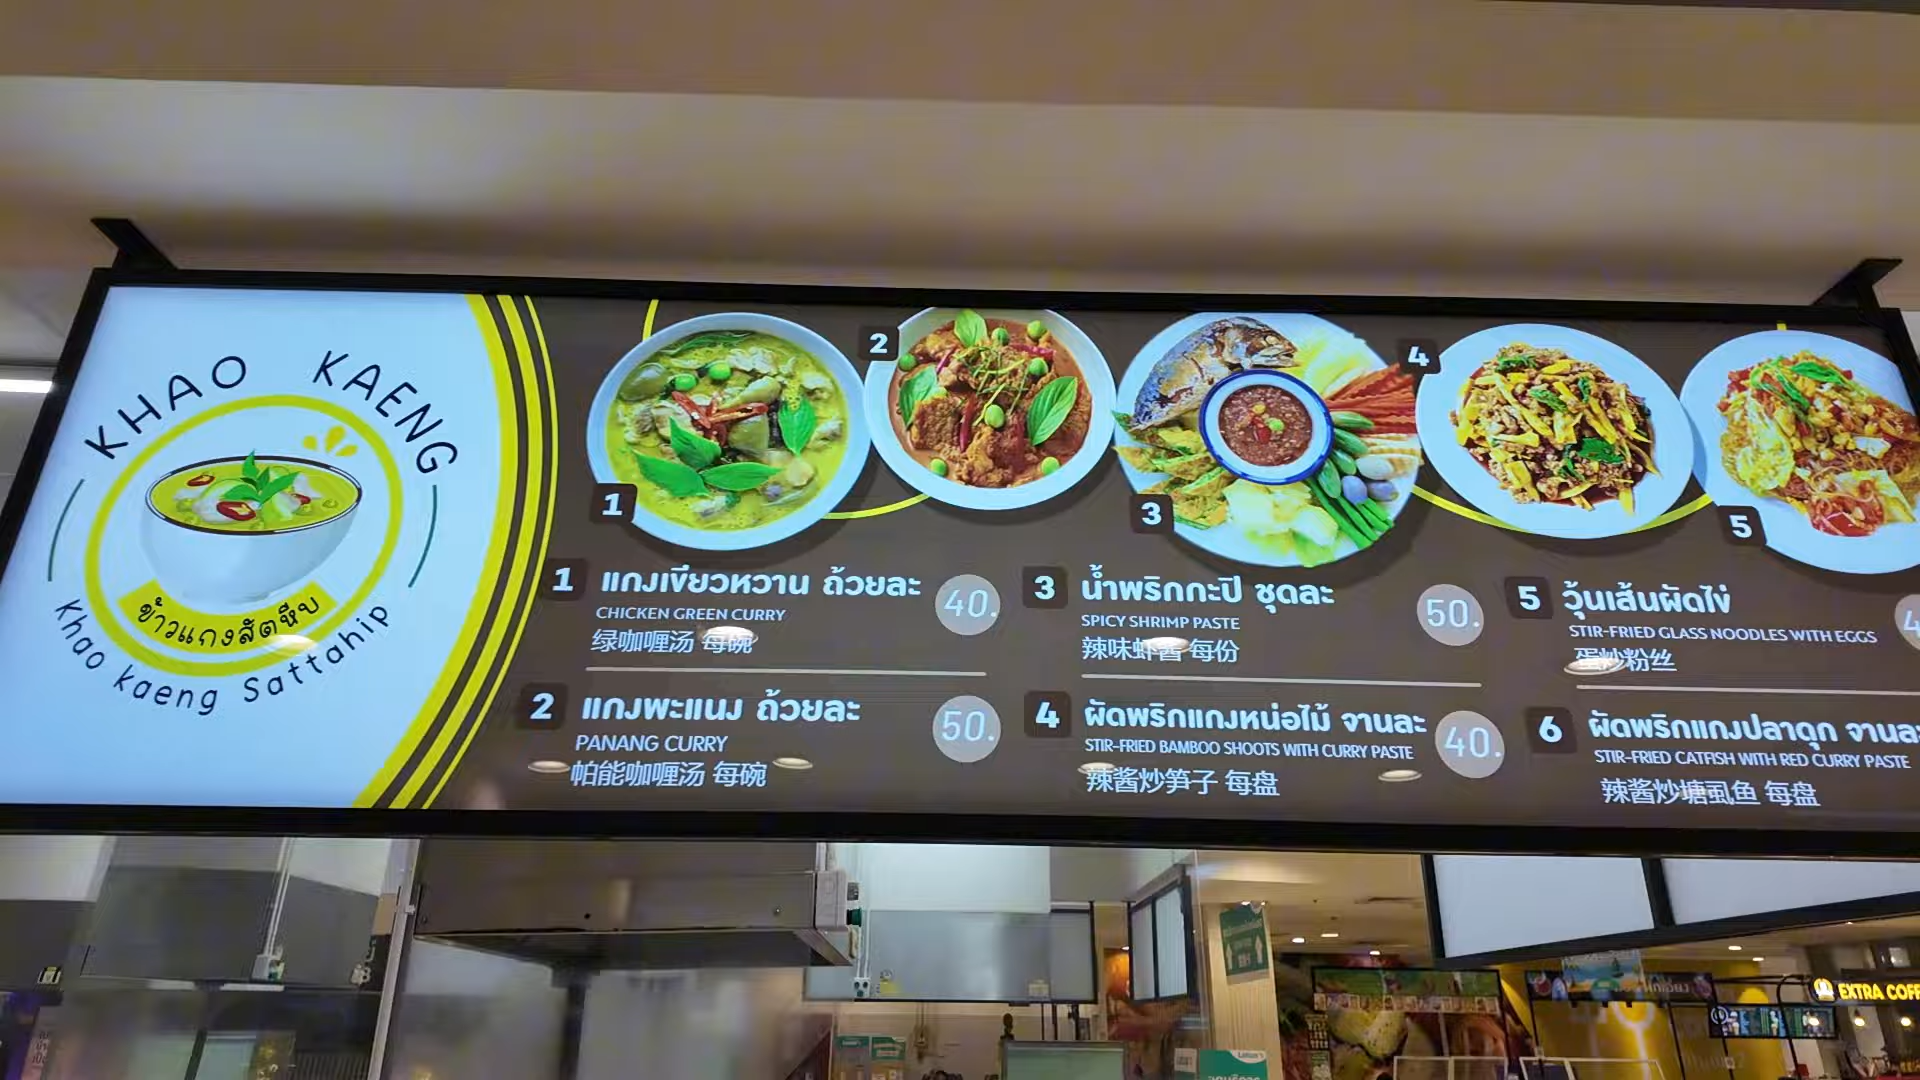 KHAO KAENG
ข้าวแกงสัตหีบ
Khao kaeng Sattahip
1
2
3
4
5
1 แกงเขียวหวาน ถ้วยละ 40.
CHICKEN GREEN CURRY
绿咖喱汤 每碗
2 แกงพะแนง ถ้วยละ 50.
PANANG CURRY
帕能咖喱汤 每碗
3 น้ำพริกกะปิ ชุดละ 50.
SPICY SHRIMP PASTE
辣味虾酱 每份
4 ผัดพริกแกงหน่อไม้ จานละ 40.
STIR-FRIED BAMBOO SHOOTS WITH CURRY PASTE
辣酱炒笋子 每盘
5 วุ้นเส้นผัดไข่
STIR-FRIED GLASS NOODLES WITH EGGS
蛋炒粉丝
6 ผัดพริกแกงปลาดุก จานละ
STIR-FRIED CATFISH WITH RED CURRY PASTE
辣酱炒塘虱鱼 每盘
EXTRA COFF